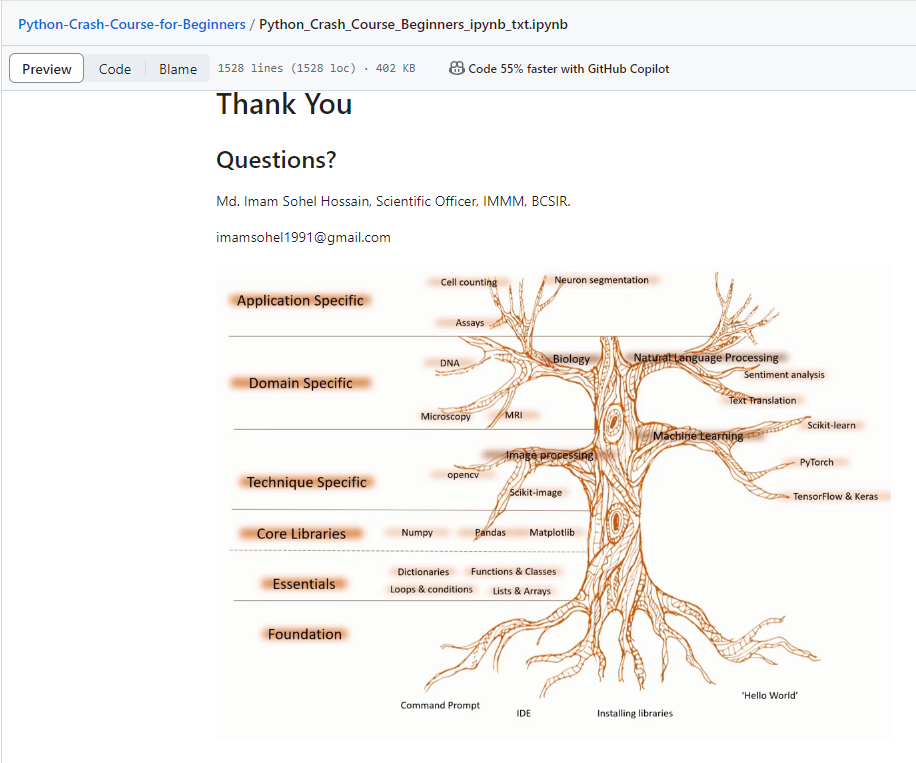 Python-Crash-Course-for-Beginners / Python_Crash_Course_Beginners_ipynb_txt.ipynb
Preview Code Blame 1528 lines (1528 loc) · 402 KB Code 55% faster with GitHub Copilot
Thank You
Questions?
Md. Imam Sohel Hossain, Scientific Officer, IMMM, BCSIR.
imamsohel1991@gmail.com
Cell counting Neuron segmentation
Application Specific
Assays
Biology Natural Language Processing
DNA
Sentiment analysis
Domain Specific
Text Translation
Microscopy MRI
Scikit-learn
Machine Learning
Image processing
PyTorch
opencv
Technique Specific
Scikit-image
TensorFlow & Keras
Core Libraries Numpy Pandas Matplotlib
Dictionaries Functions & Classes
Essentials
Loops & conditions Lists & Arrays
Foundation
'Hello World'
Command Prompt
IDE Installing libraries